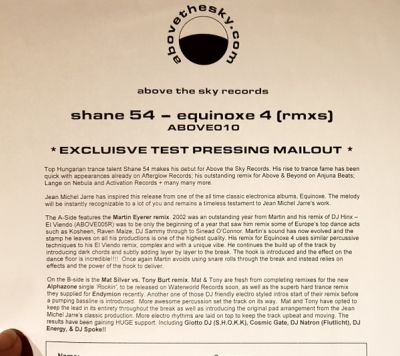 abovethesky.com
above the sky records
shane 54 - equinoxe 4 (rmxs)
ABOVE010
* EXCLUISVE TEST PRESSING MAILOUT *
Top Hungarian trance talent Shane 54 makes his debut for Above the Sky Records. His rise to trance fame has been
quick with appearances already on Afterglow Records; his outstanding remix for Above & Beyond on Anjuna Beats;
Lange on Nebula and Activation Records + many many more.
Jean Michel Jarre has inspired this remix from one of the all time classic electronica albums, Equinoxe. The melody
will be instantly recognizable to a lot of you and remains a timeless testament to Jean Michel Jarre's work.
The A-Side features the Martin Eyerer remix. 2002 was an outstanding year from Martin and his remix of DJ Hinx –
El Viendo (ABOVE005R) was to be only the beginning of a year that saw him remix some of Europe's top dance acts
such as Kosheen, Raven Maize, DJ Sammy through to Sinead O'Connor. Martin's sound has now evolved and the
stamp he leaves on all his productions is one of the highest quality. His remix for Equinoxe 4 uses similar percussive
techniques to his El Viendo remix, complex and with a unique vibe. He continues the build up of the track by
introducing dark chords and subtly adding layer by layer to the break. The hook is introduced and the effect on the
dance floor is incredible!!!! Once again Martin avoids using snare rolls through the break and instead relies on
effects and the power of the hook to deliver.
On the B-side is the Mat Silver vs. Tony Burt remix. Mat & Tony are fresh from completing remixes for the new
Alphazone single 'Rockin', to be released on Waterworld Records soon, as well as the superb hard trance remix
they supplied for Endymion recently. Another one of those DJ friendly electro styled intros start of their remix before
a pumping bassline is introduced. More effected percussion set the track on its way. Mat and Tony have opted to
keep the lead in its entirety throughout the break as well as introducing the original pad arrangement from the Jean
Michel Jarre's classic production. More electro rhythms are laid on to keep the track upbeat and moving. The
results have been gaining HUGE support. Including Giotto DJ (S.H.O.K.K), Cosmic Gate, DJ Natron (Flutlicht), DJ
Energy, & DJ Spoke!!